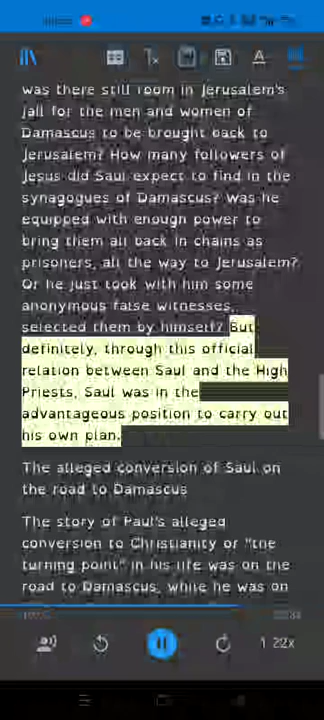 was there still room in Jerusalem's
jail for the men and women of
Damascus to be brought back to
Jerusalem? How many followers of
Jesus did Saul expect to find in the
synagogues of Damascus? Was he
equipped with enough power to
bring them all back in chains as
prisoners, all the way to Jerusalem?
Or he just took with him some
anonymous false witnesses,
selected them by himself? But
definitely, through this official
relation between Saul and the High
Priests, Saul was in the
advantageous position to carry out
his own plan.
The alleged conversion of Saul on
the road to Damascus
The story of Paul's alleged
conversion to Christianity or "the
turning point" in his life was on the
road to Damascus, while he was on
1.22x